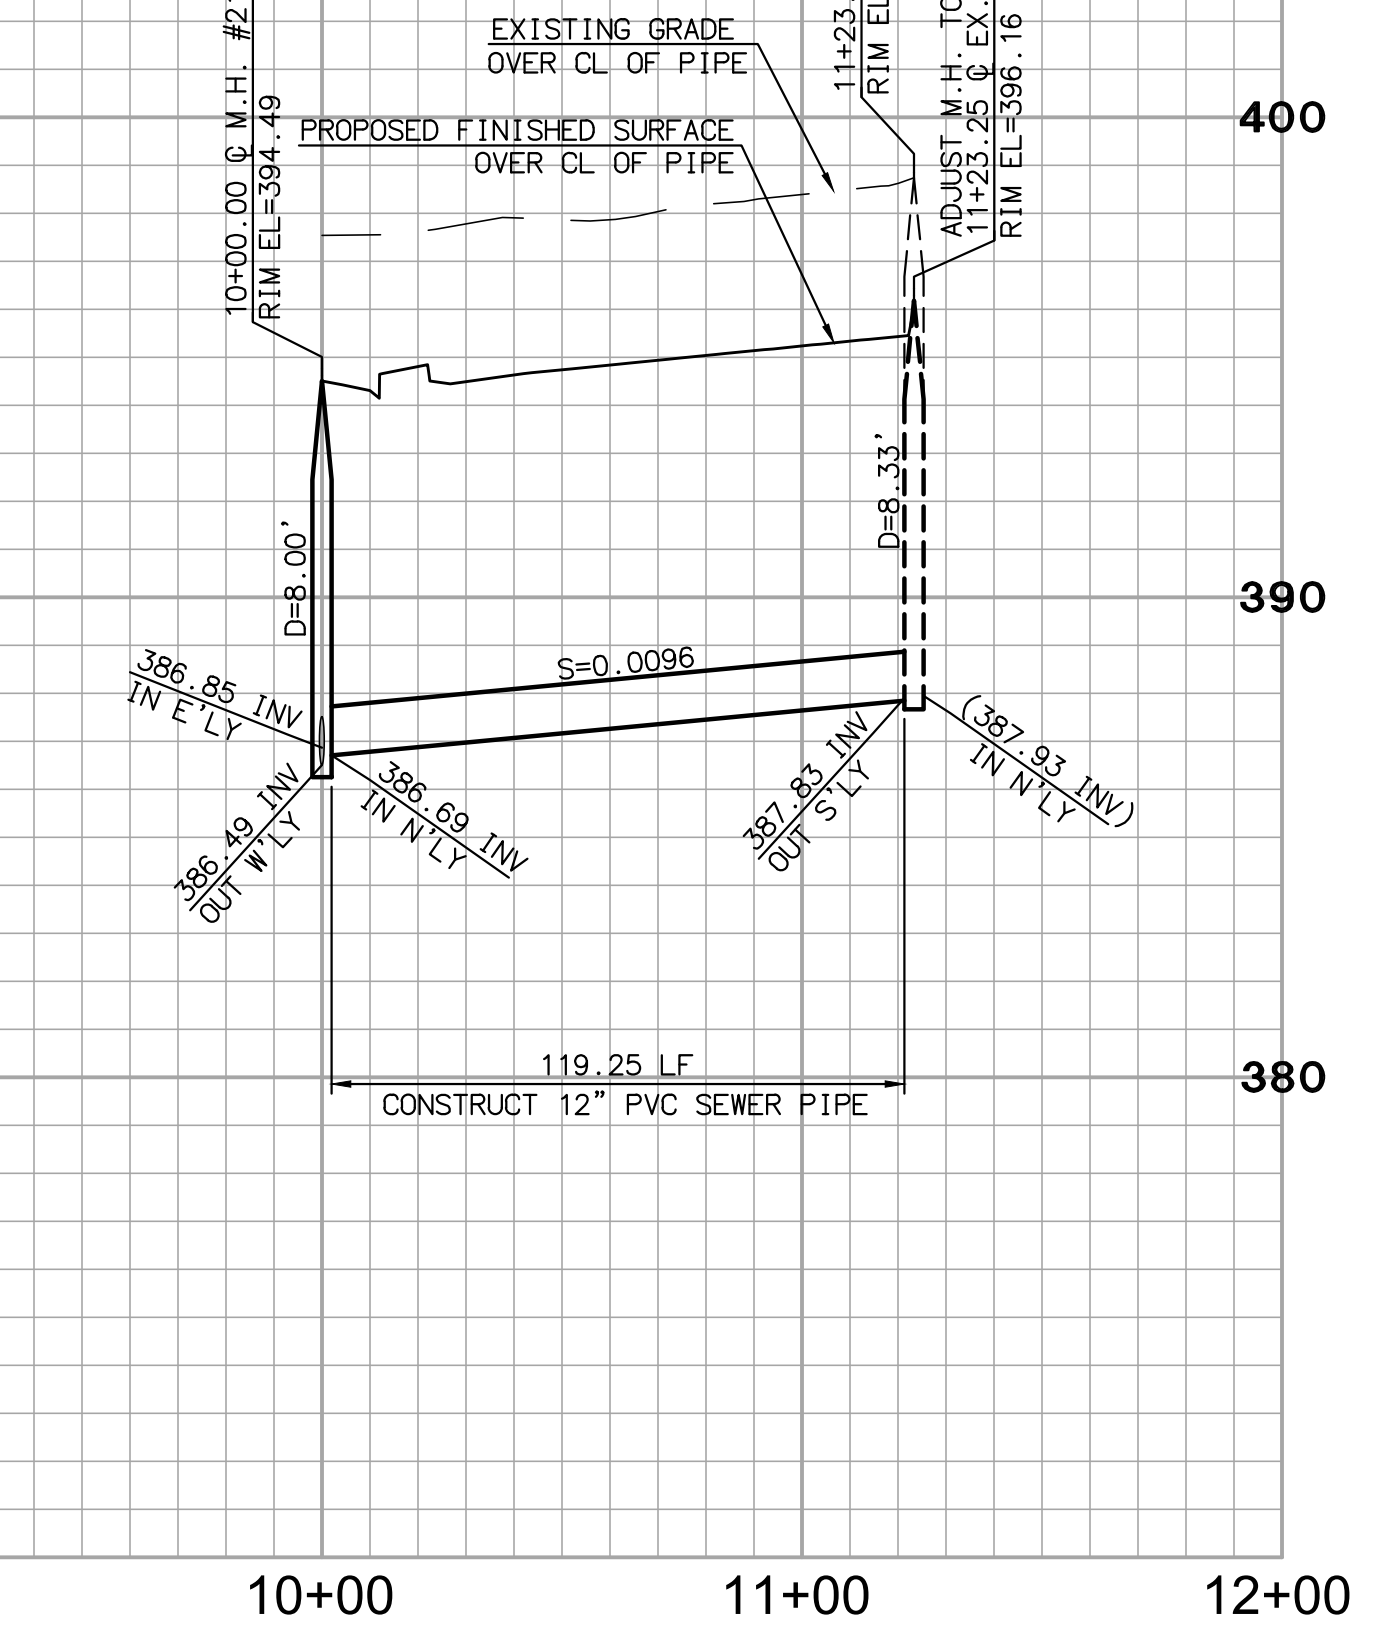 EXISTING GRADE
OVER CL OF PIPE
PROPOSED FINISHED SURFACE
OVER CL OF PIPE
10+00.00 ℄ M.H.
RIM EL=394.49
11+23.
RIM EL
ADJUST M.H. TO
11+23.25 ℄ EX.
RIM EL=396.16
400
390
380
D=8.00'
D=8.33'
S=0.0096
386.85 INV
IN E'LY
386.49 INV
OUT W'LY
386.69 INV
IN N'LY
387.83 INV
OUT S'LY
(387.93 INV)
IN N'LY
119.25 LF
CONSTRUCT 12" PVC SEWER PIPE
10+00
11+00
12+00